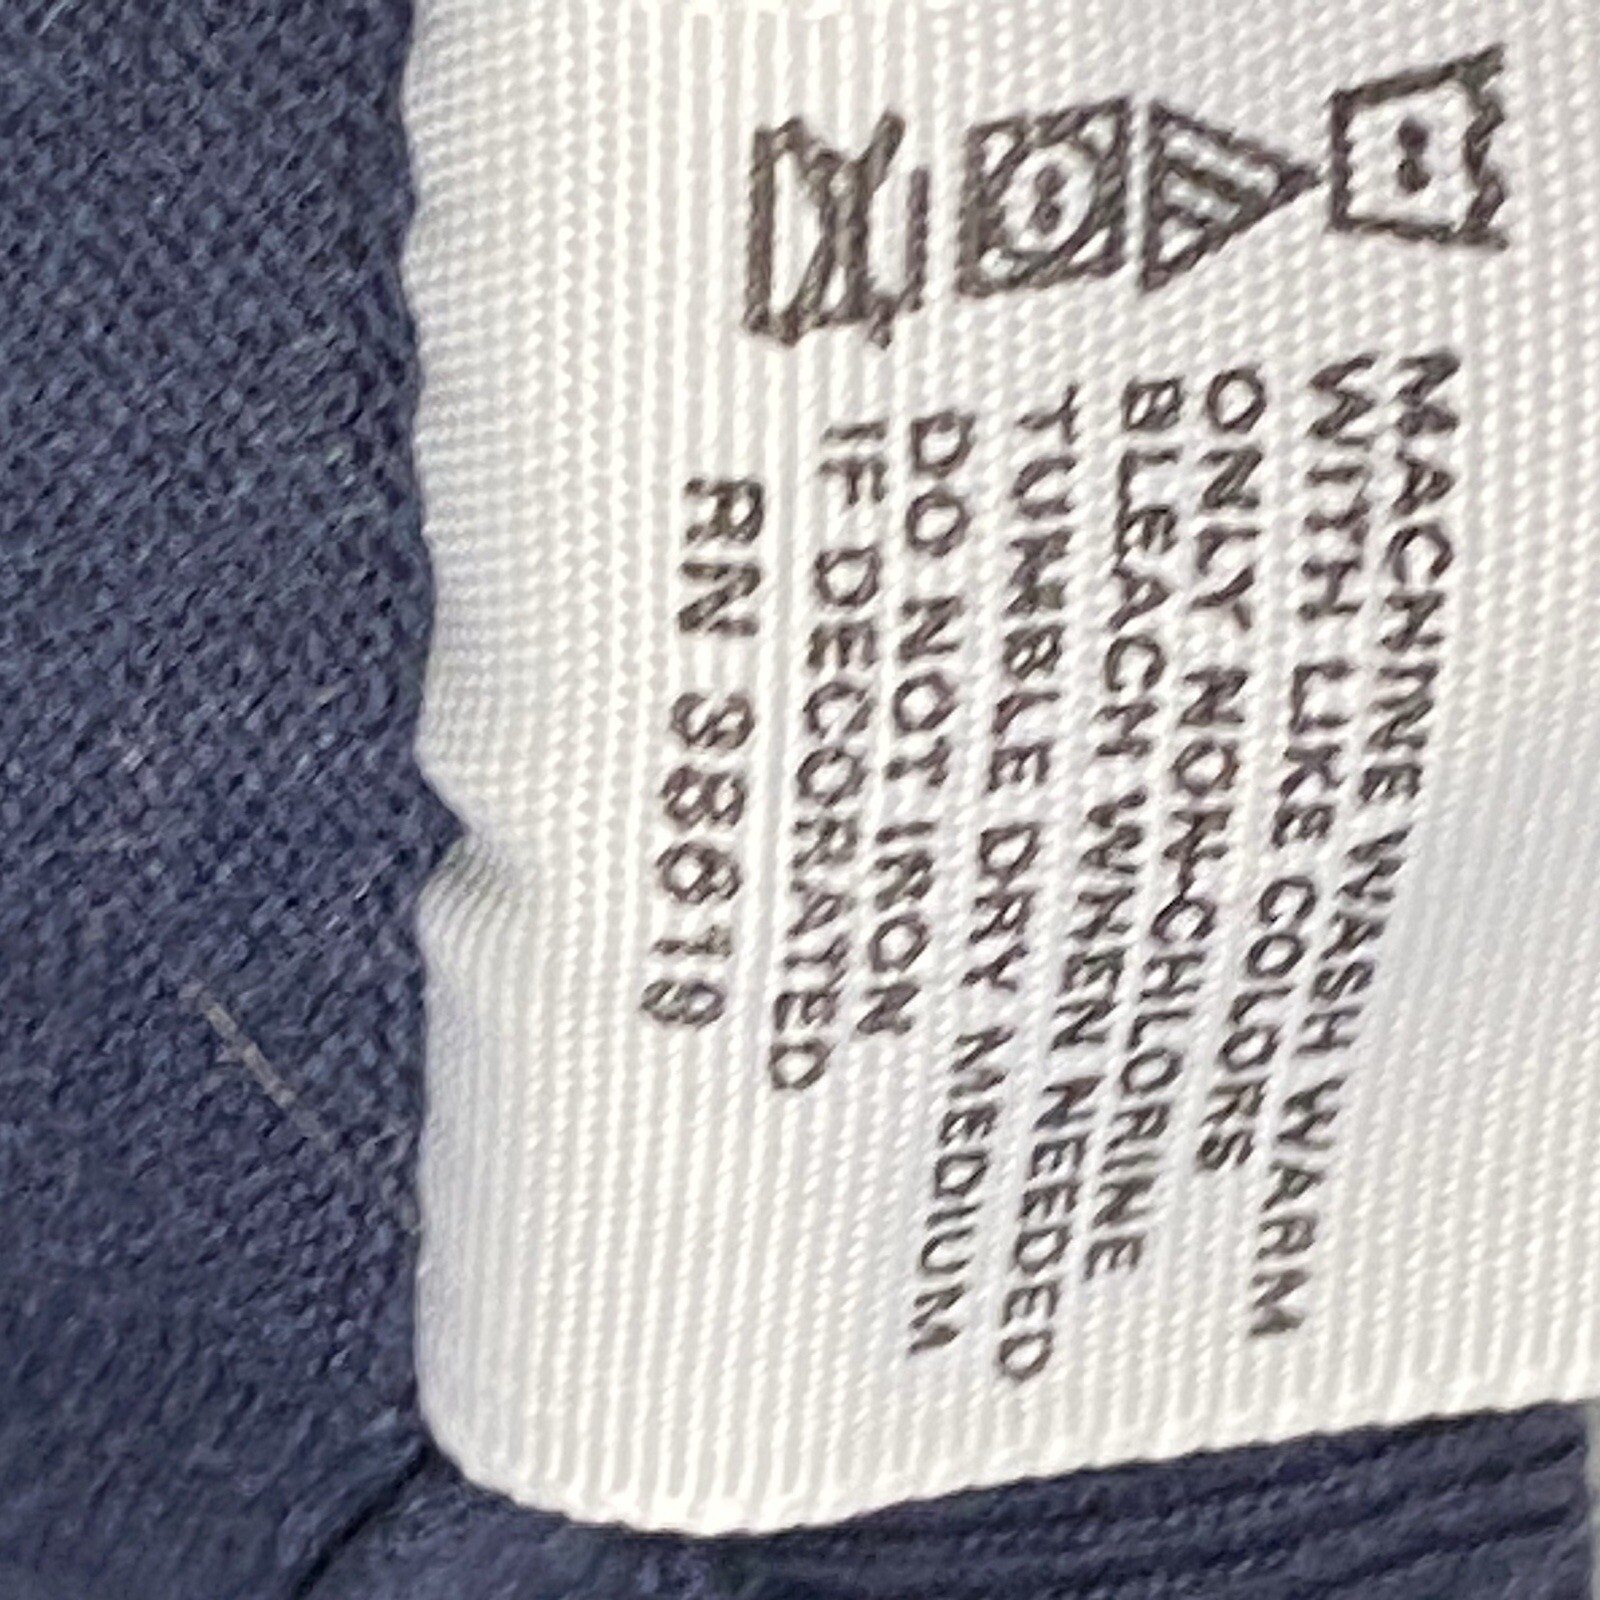 MACHINE WASH WARM
WITH LIKE COLORS
ONLY NON-CHLORINE
BLEACH WHEN NEEDED
TUMBLE DRY MEDIUM
DO NOT IRON
IF DECORATED
RN 98619